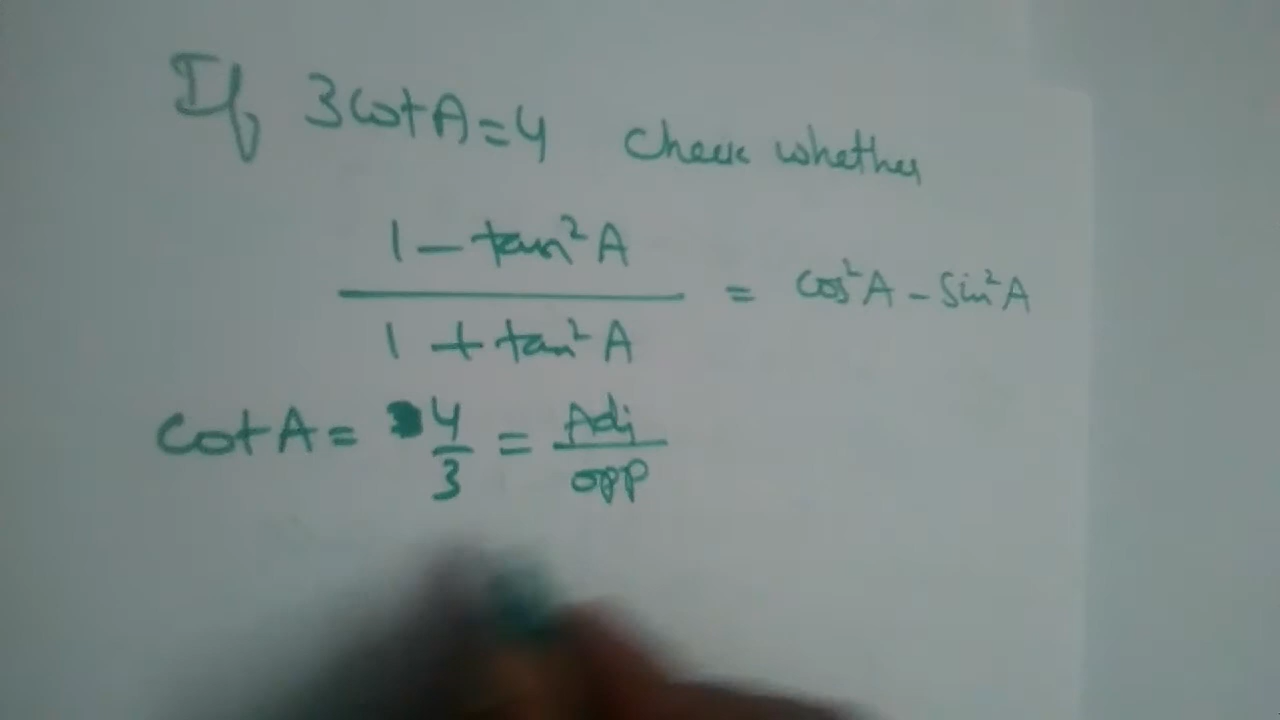 If 3cotA=4 Check whether
1 - tan²A
1 + tan²A
= cos²A - Sin²A
cotA = 4/3 = Adj/opp